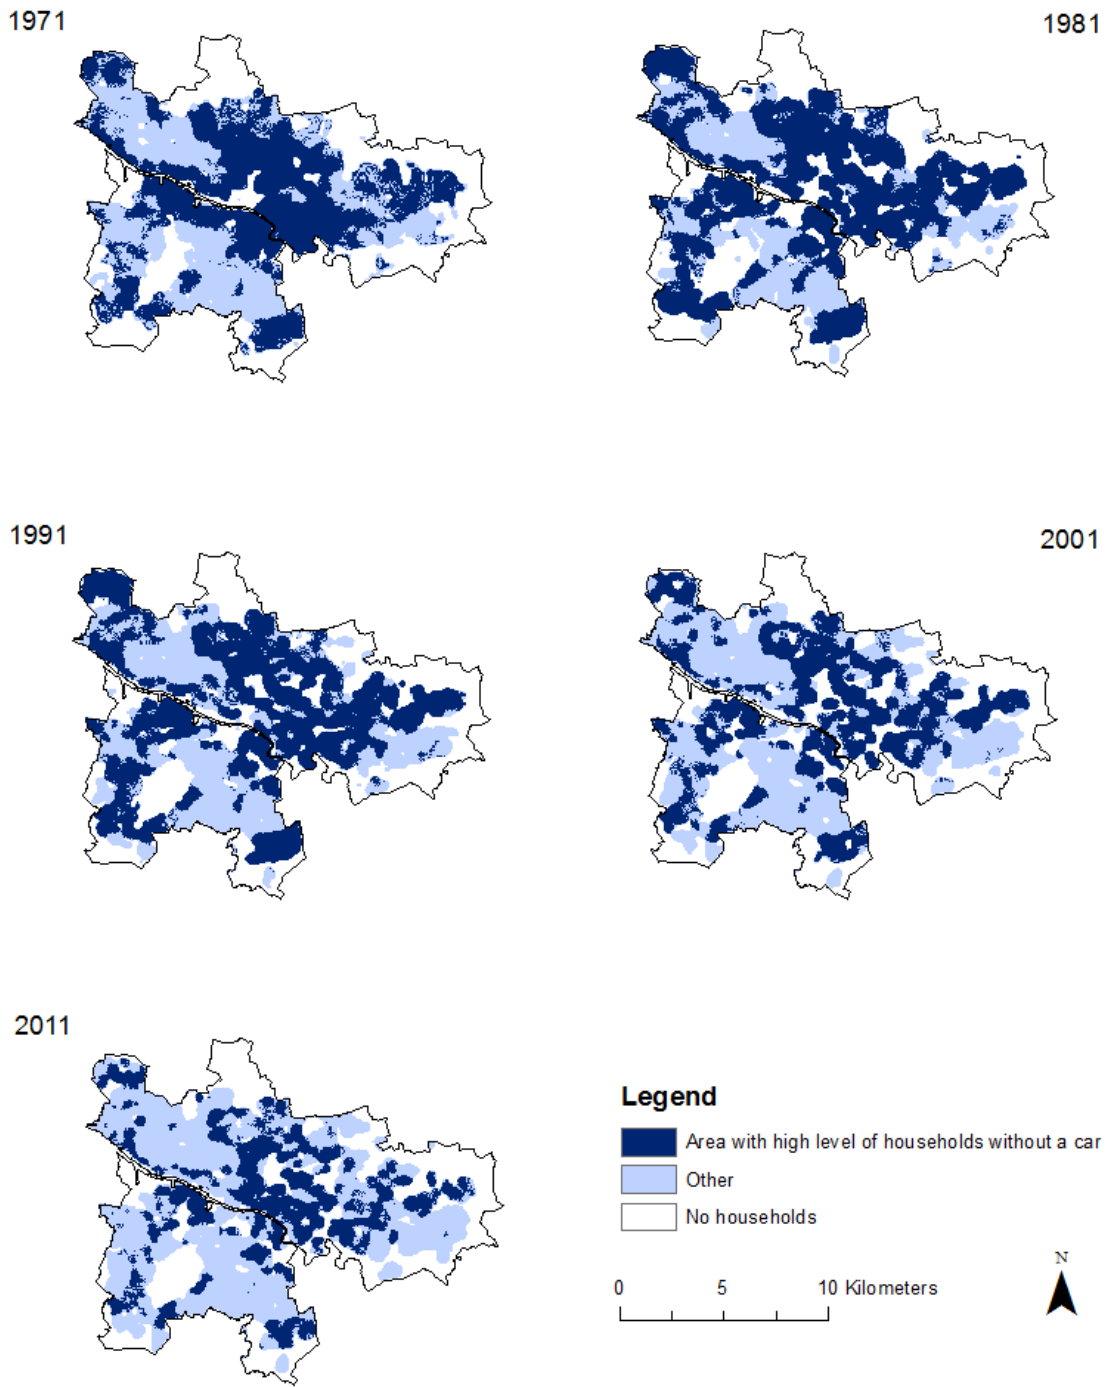 1971
1981
1991
2001
2011
Legend
Area with high level of households without a car
Other
No households
N
0 5 10 Kilometers